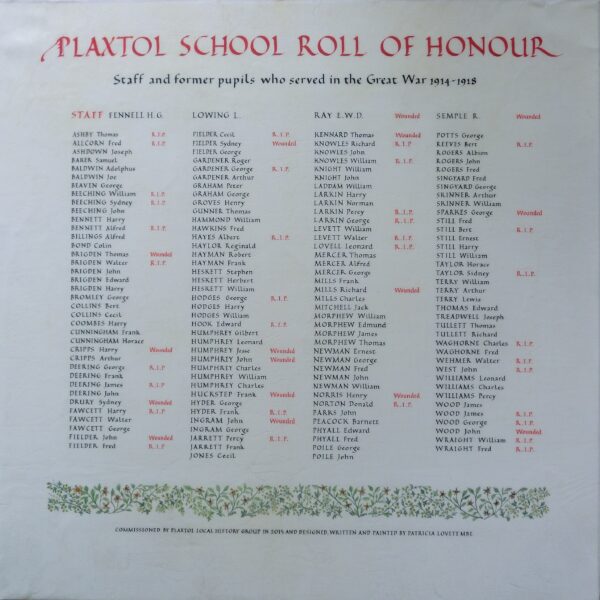 PLAXTOL SCHOOL ROLL OF HONOUR
Staff and former pupils who served in the Great War 1914-1918
STAFF FENNELL H.G. LOWING L. RAY E.W.D. Wounded SEMPLE R. Wounded
ASHBY Thomas R.I.P.
ALLCORN Fred R.I.P.
ASHDOWN Joseph
BAKER Samuel
BALDWIN Adelphus
BALDWIN Joe
BEAVEN George
BEECHING William R.I.P.
BEECHING Sydney R.I.P.
BEECHING John
BENNETT Harry
BENNETT Alfred R.I.P.
BILLINGS Alfred
BOND Colin
BRIGDEN Thomas Wounded
BRIGDEN Walter R.I.P.
BRIGDEN John
BRIGDEN Edward
BRIGDEN Harry
BROMLEY George
COLLINS Bert
COLLINS Cecil
COOMBES Harry
CUNNINGHAM Frank
CUNNINGHAM Horace
CRIPPS Harry Wounded
CRIPPS Arthur
DEERING George R.I.P.
DEERING Frank
DEERING James R.I.P.
DEERING John
DRURY Sydney Wounded
FAWCETT Harry R.I.P.
FAWCETT Walter
FAWCETT George
FIELDER John Wounded
FIELDER Fred R.I.P.
FIELDER Cecil R.I.P.
FIELDER Sydney Wounded
FIELDER George
GARDENER Roger
GARDENER George R.I.P.
GARDENER Arthur
GRAHAM Peter
GRAHAM George
GROVES Henry
GUNNER Thomas
HAMMOND William
HAWKINS Fred
HAYES Albert R.I.P.
HAYLOR Reginald
HAYMAN Robert
HAYMAN Frank
HESKETT Stephen
HESKETT Herbert
HESKETT William
HODGES George R.I.P.
HODGES Harry
HODGES William
HOOK Edward R.I.P.
HUMPHREY Gilbert
HUMPHREY Leonard
HUMPHREY Jesse Wounded
HUMPHREY John Wounded
HUMPHREY Charles
HUMPHREY William
HUMPHREY Charles
HUCKSTEP Frank Wounded
HYDER George
HYDER Frank R.I.P.
INGRAM John Wounded
INGRAM George
JARRETT Percy R.I.P.
JARRETT Frank
JONES Cecil
KENNARD Thomas Wounded
KNOWLES Richard R.I.P.
KNOWLES John
KNOWLES William R.I.P.
KNIGHT William
KNIGHT John
LADDAM William
LARKIN Harry
LARKIN Norman
LARKIN Percy R.I.P.
LARKIN George R.I.P.
LEVETT William
LEVETT Walter R.I.P.
LOVELL Leonard R.I.P.
MERCER Thomas
MERCER Alfred
MERCER George
MILLS Frank
MILLS Richard Wounded
MILLS Charles
MITCHELL Jack
MORPHEW William
MORPHEW Edmund
MORPHEW James
MORPHEW Thomas
NEWMAN Ernest
NEWMAN George
NEWMAN Fred
NEWMAN John
NEWMAN William
NORRIS Henry Wounded
NORTON Donald R.I.P.
PARKS John
PEACOCK Barnett
PHYALL Edward
PHYALL Fred
POILE George
POILE John
POTTS George
REEVES Bert R.I.P.
ROGERS Albion
ROGERS John
ROGERS Fred
SINGYARD Fred
SINGYARD George
SKINNER Arthur
SKINNER William
SPARKES George Wounded
STILL Fred
STILL Bert R.I.P.
STILL Ernest
STILL Harry
STILL William
TAYLOR Horace
TAYLOR Sidney R.I.P.
TERRY William
TERRY Arthur
TERRY Lewis
THOMAS Edward
TREADWELL Joseph
TULLETT Thomas
TULLETT Richard
WAGHORNE Charles R.I.P.
WAGHORNE Fred
WEHMER Walter R.I.P.
WEST John R.I.P.
WILLIAMS Leonard
WILLIAMS Charles
WILLIAMS Percy
WOOD James
WOOD James R.I.P.
WOOD George R.I.P.
WOOD John Wounded
WRAIGHT William R.I.P.
WRAIGHT Fred R.I.P.
COMMISSIONED BY PLAXTOL LOCAL HISTORY GROUP IN 2015 AND DESIGNED, WRITTEN AND PAINTED BY PATRICIA LOVETT MBE